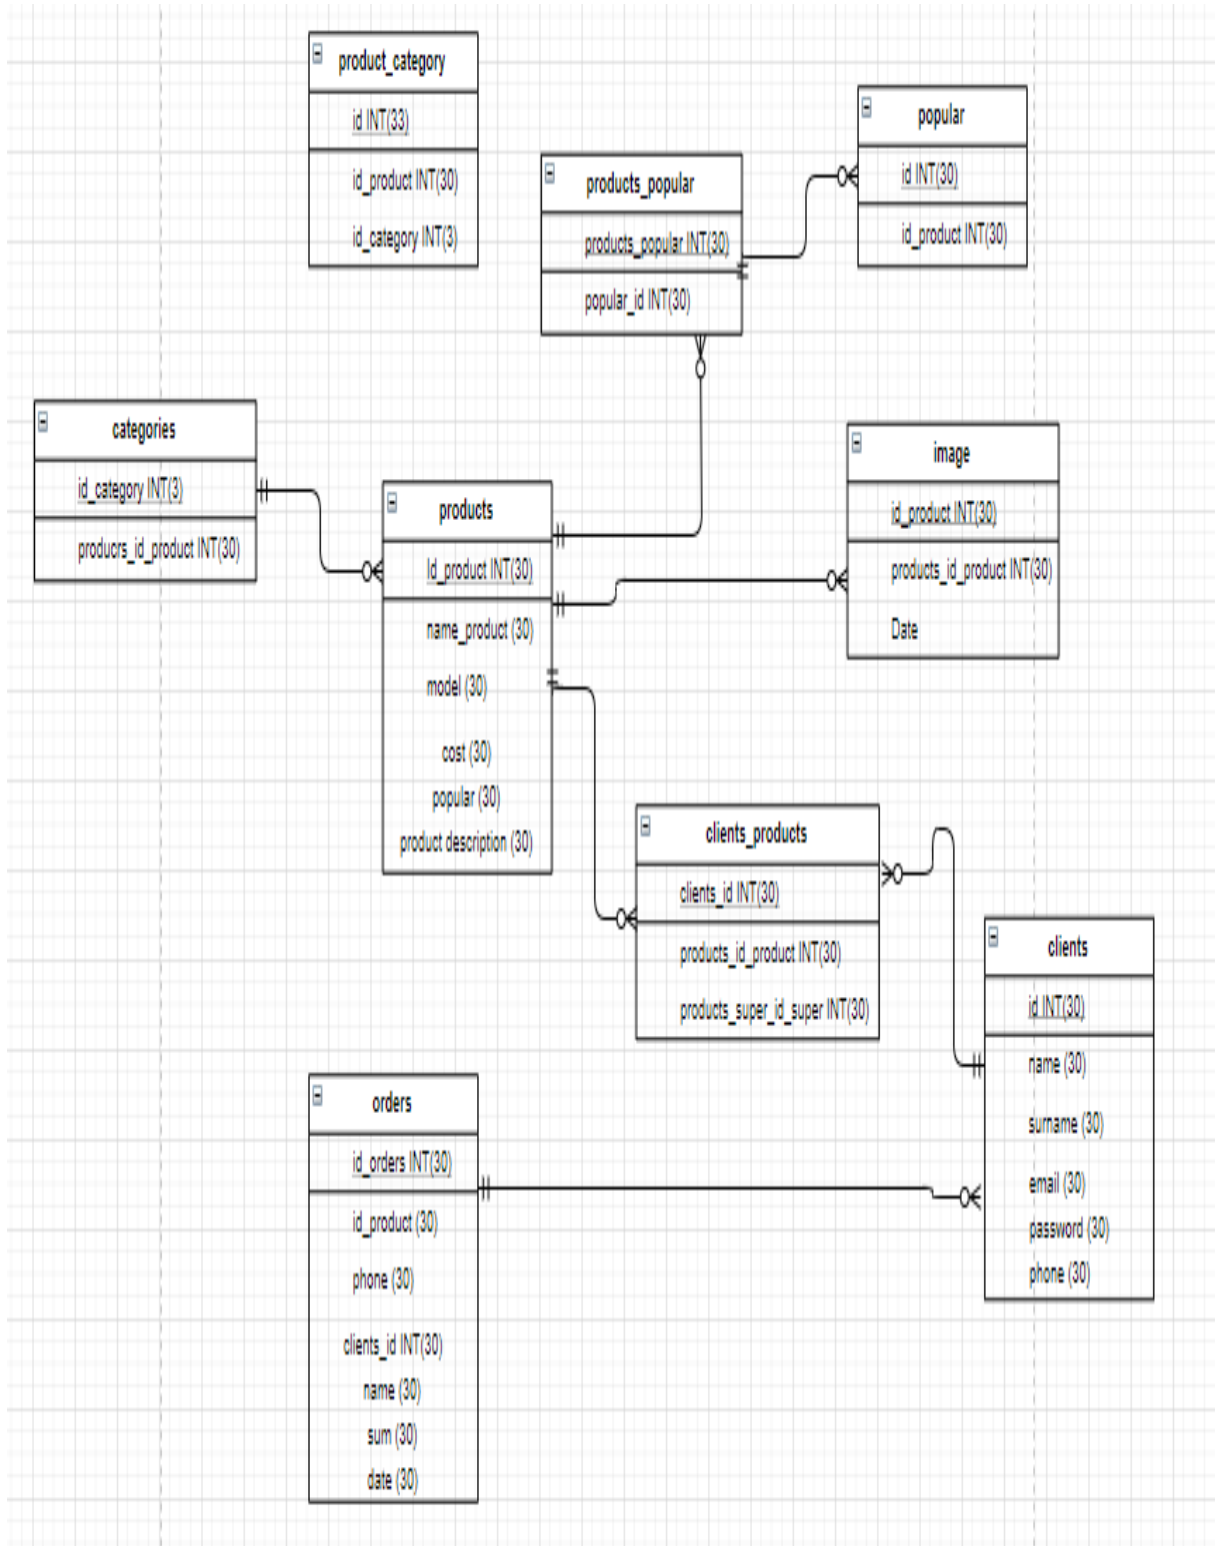 product_category
id INT(33)
id_product INT(30)
id_category INT(3)
popular
id INT(30)
id_product INT(30)
products_popular
products_popular INT(30)
popular_id INT(30)
categories
id_category INT(3)
producrs_id_product INT(30)
products
Id_product INT(30)
name_product (30)
model (30)
cost (30)
popular (30)
product description (30)
image
id_product INT(30)
products_id_product INT(30)
Date
clients_products
clients_id INT(30)
products_id_product INT(30)
products_super_id_super INT(30)
clients
id INT(30)
name (30)
surname (30)
email (30)
password (30)
phone (30)
orders
id_orders INT(30)
id_product (30)
phone (30)
clients_id INT(30)
name (30)
sum (30)
date (30)